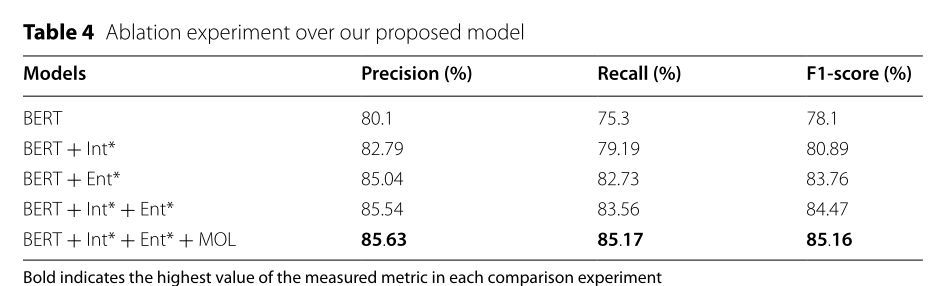 Table 4 Ablation experiment over our proposed model
Models Precision (%) Recall (%) F1-score (%)
BERT 80.1 75.3 78.1
BERT + Int* 82.79 79.19 80.89
BERT + Ent* 85.04 82.73 83.76
BERT + Int* + Ent* 85.54 83.56 84.47
BERT + Int* + Ent* + MOL 85.63 85.17 85.16
Bold indicates the highest value of the measured metric in each comparison experiment